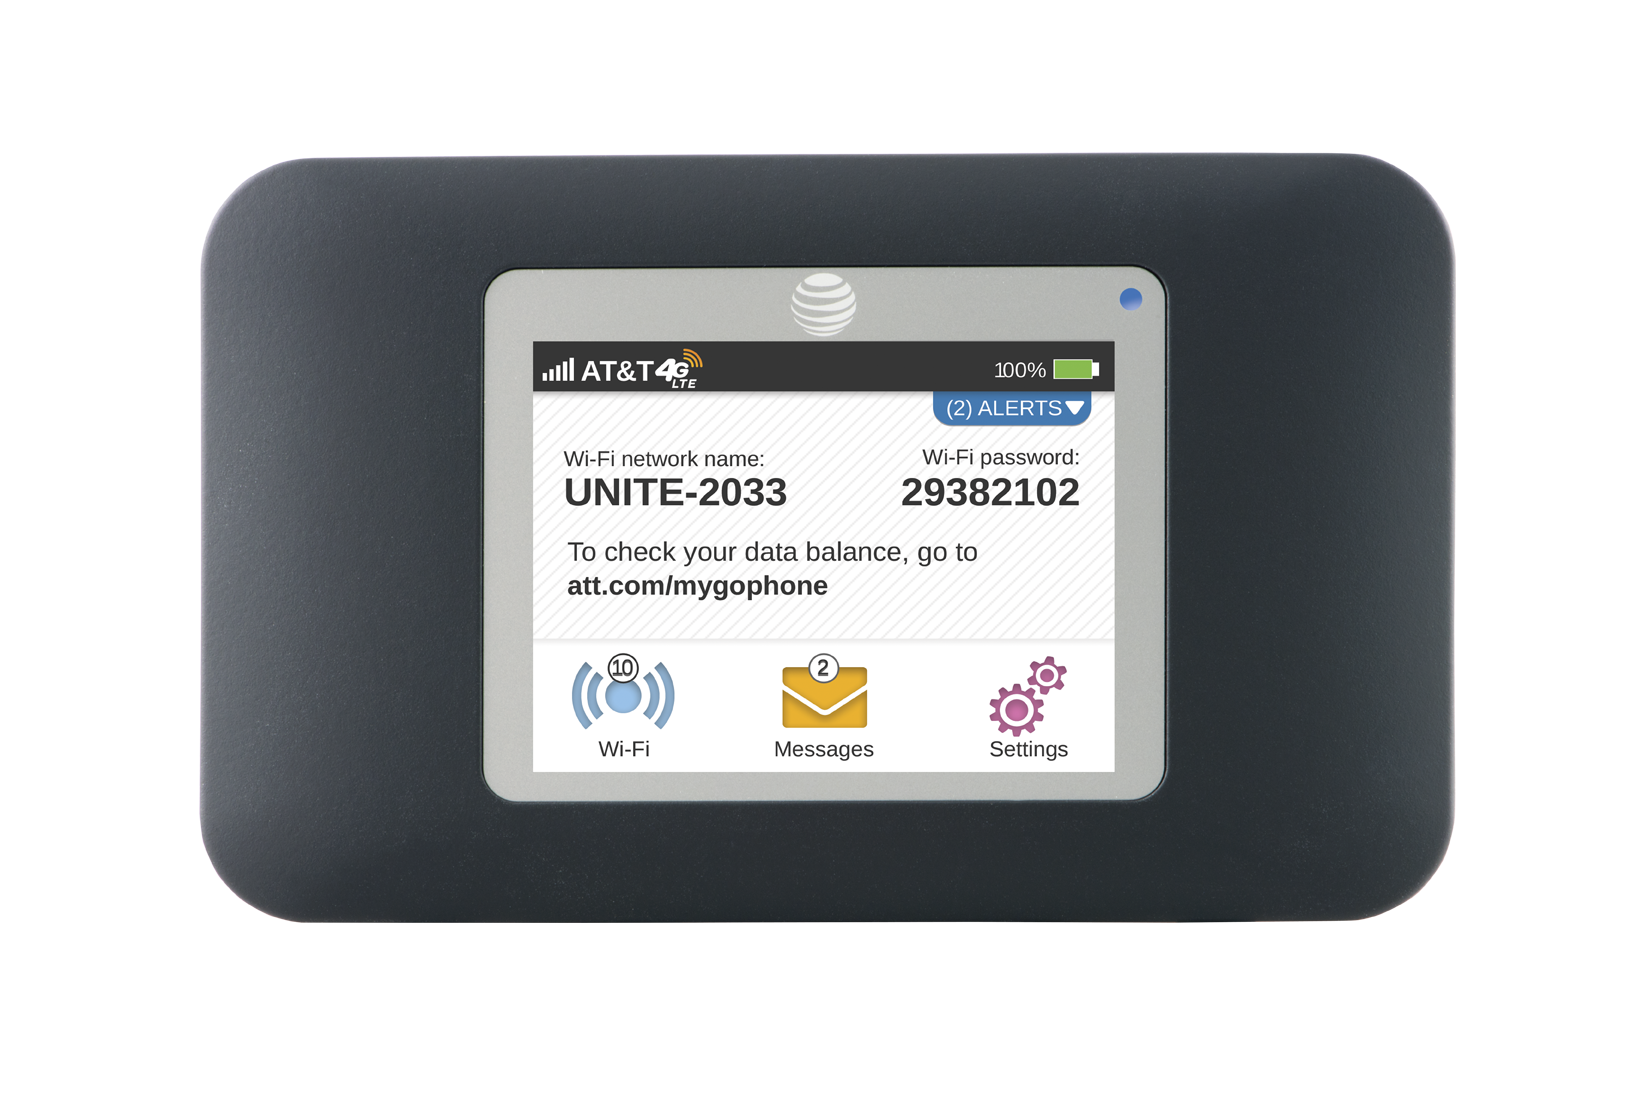 AT&T 4G LTE
100%
(2) ALERTS
Wi-Fi network name:
Wi-Fi password:
UNITE-2033
29382102
To check your data balance, go to
att.com/mygophone
10
2
Wi-Fi
Messages
Settings